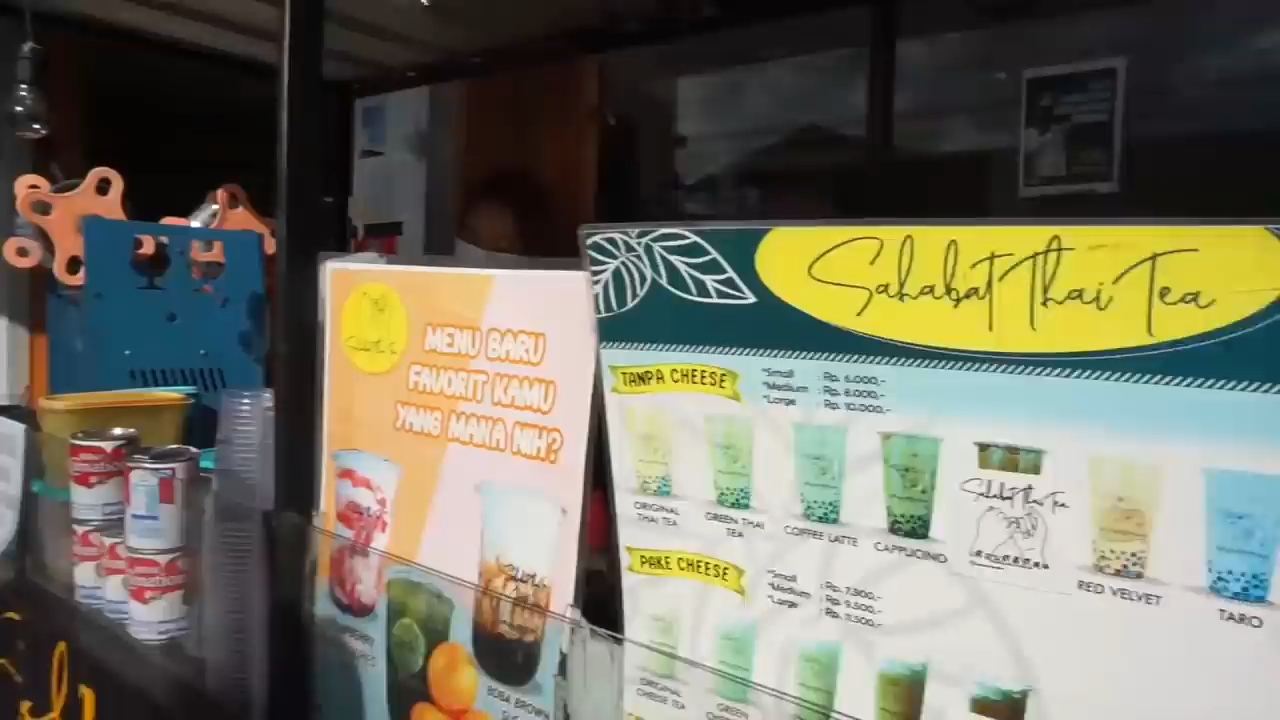 Sahabat Thai Tea
MENU BARU
FAVORIT KAMU
YANG MANA NIH?
TANPA CHEESE
*Small : Rp. 6.000,-
*Medium : Rp. 8.000,-
*Large : Rp. 10.000,-
ORIGINAL
THAI TEA
GREEN THAI
TEA
COFFEE LATTE
CAPPUCINO
Sahabat Thai Tea
RED VELVET
TARO
PAKE CHEESE
*Small : Rp. 7.500,-
*Medium : Rp. 9.500,-
*Large : Rp. 11.500,-
ORIGINAL
CHEESE TEA
GREEN
BOBA BROWN